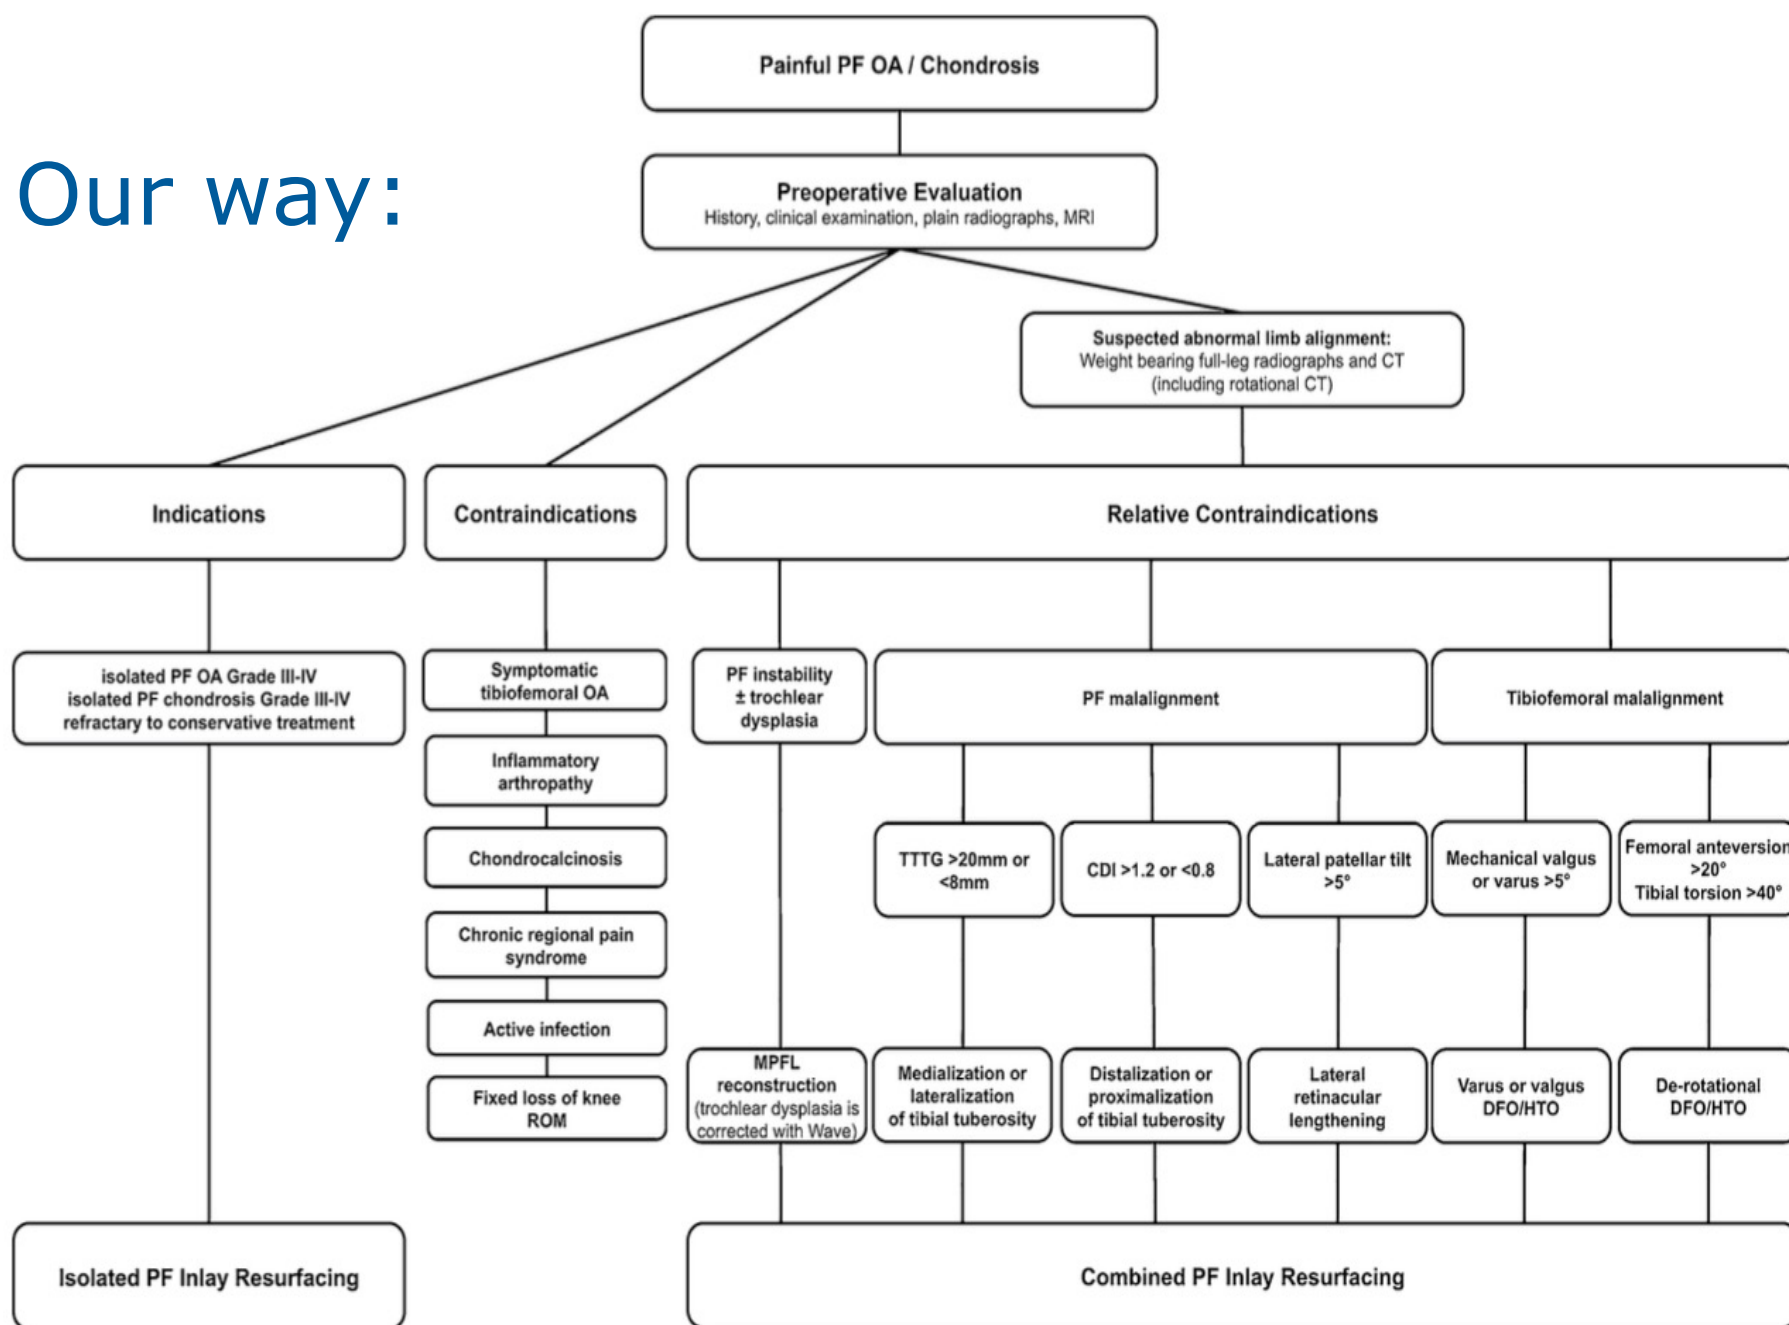 Our way:
Painful PF OA / Chondrosis
Preoperative Evaluation
History, clinical examination, plain radiographs, MRI
Suspected abnormal limb alignment:
Weight bearing full-leg radiographs and CT
(including rotational CT)
Indications
Contraindications
Relative Contraindications
isolated PF OA Grade III-IV
isolated PF chondrosis Grade III-IV
refractory to conservative treatment
Symptomatic
tibiofemoral OA
Inflammatory
arthropathy
Chondrocalcinosis
Chronic regional pain
syndrome
Active infection
Fixed loss of knee
ROM
PF instability
± trochlear
dysplasia
PF malalignment
Tibiofemoral malalignment
TTTG >20mm or
<8mm
CDI >1.2 or <0.8
Lateral patellar tilt
>5°
Mechanical valgus
or varus >5°
Femoral anteversion
>20°
Tibial torsion >40°
MPFL
reconstruction
(trochlear dysplasia is
corrected with Wave)
Medialization or
lateralization
of tibial tuberosity
Distalization or
proximalization
of tibial tuberosity
Lateral
retinacular
lengthening
Varus or valgus
DFO/HTO
De-rotational
DFO/HTO
Isolated PF Inlay Resurfacing
Combined PF Inlay Resurfacing